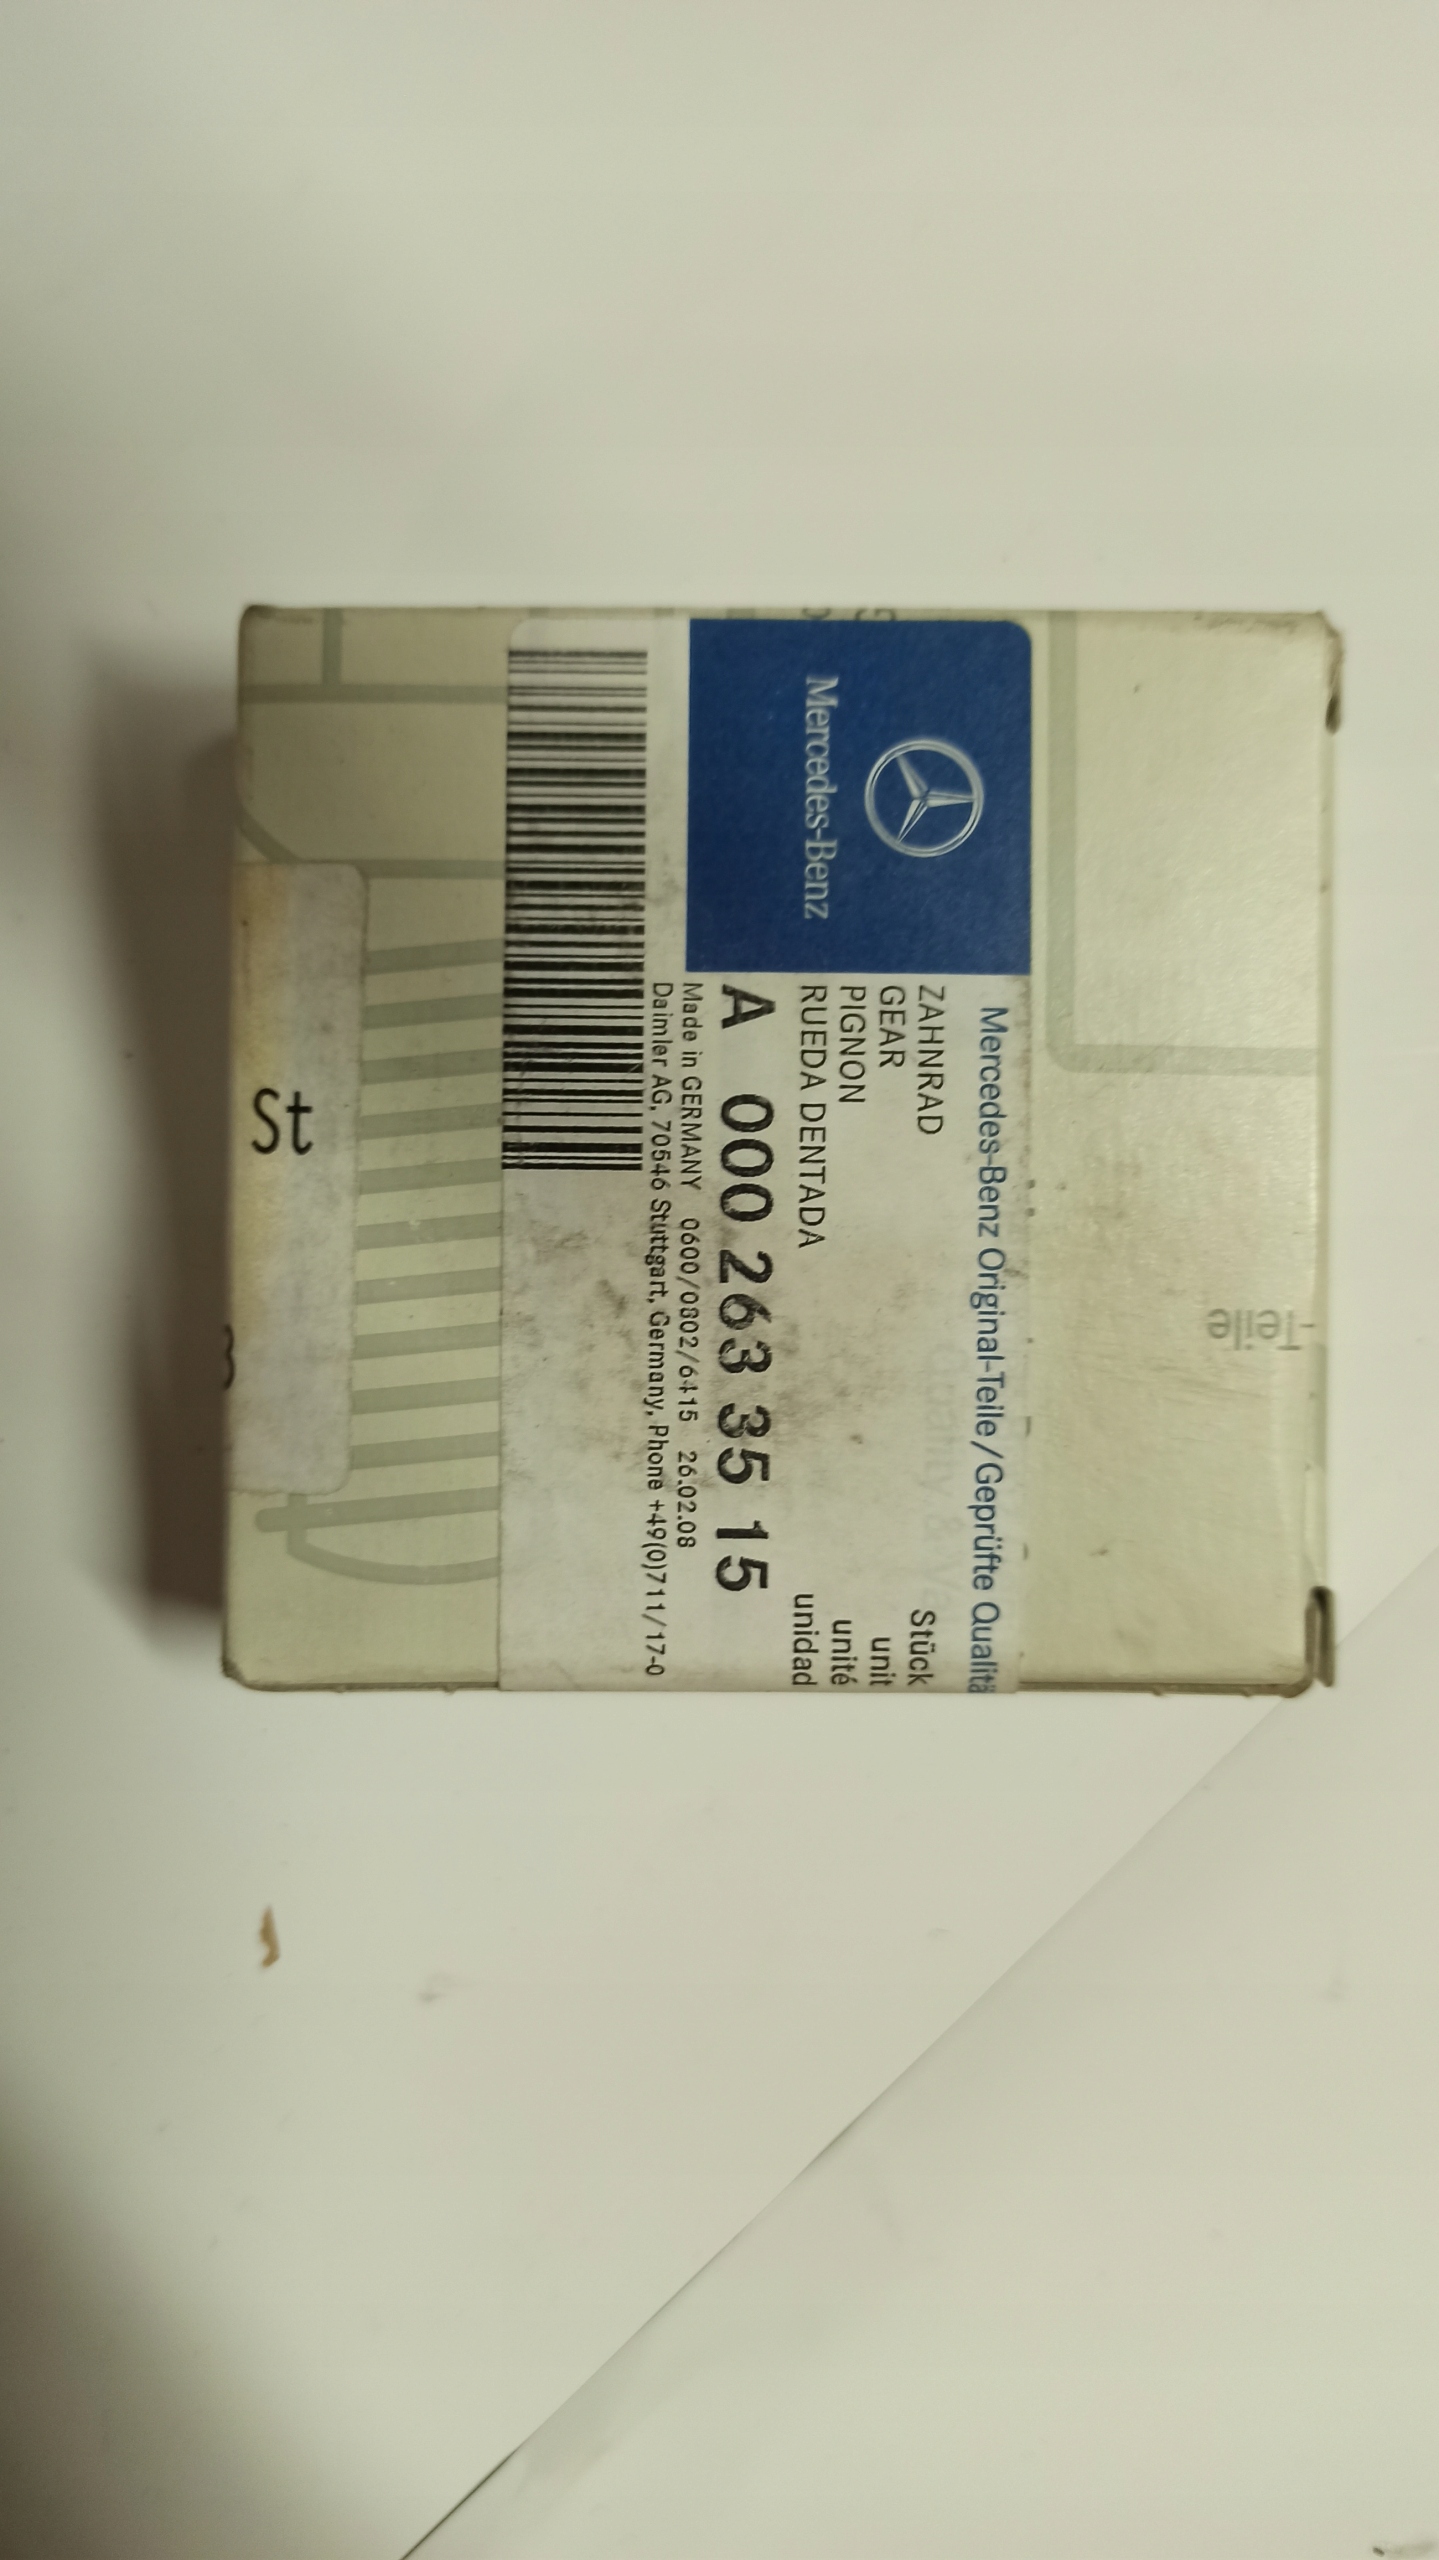 Mercedes-Benz
Mercedes-Benz Original-Teile/Geprüfte Qualitä
ZAHNRAD Stück
GEAR unit
PIGNON unité
RUEDA DENTADA unidad
A 000 263 35 15
Made in GERMANY 0600/0802/6415 26.02.08
Daimler AG, 70546 Stuttgart, Germany, Phone +49(0)711/17-0
St
Teile